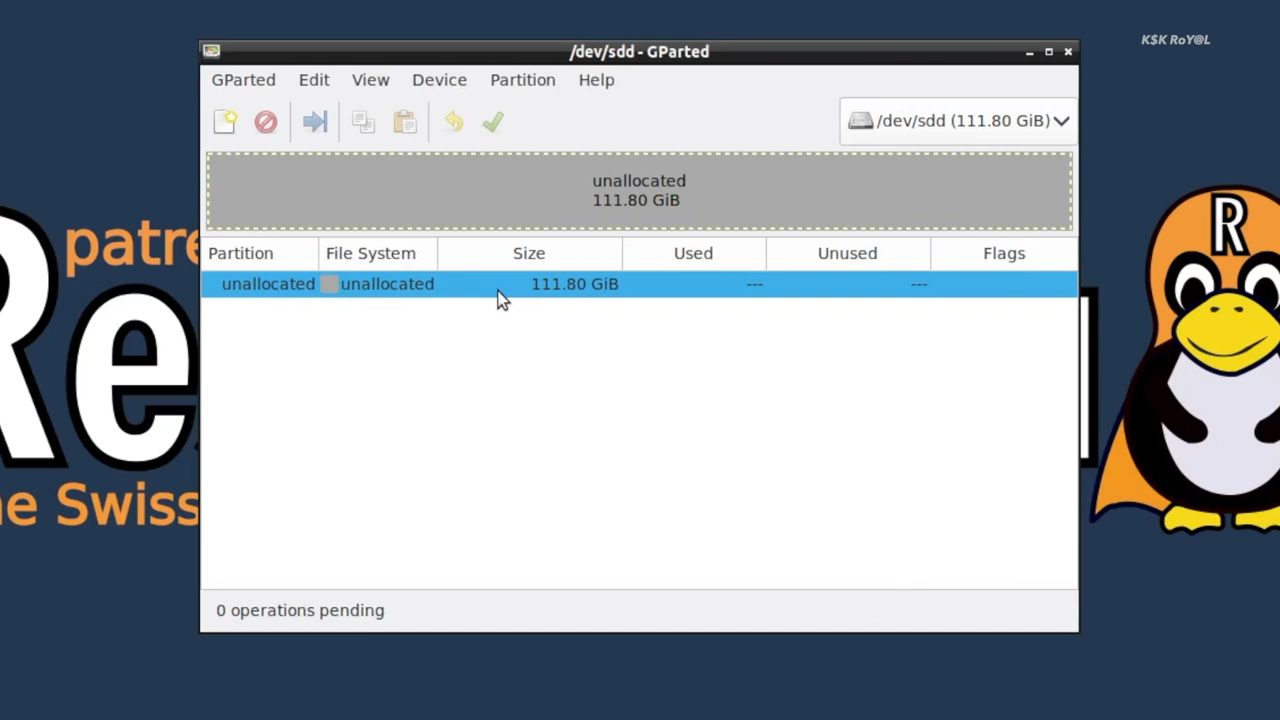 K$K RoY@L
/dev/sdd - GParted
GParted Edit View Device Partition Help
/dev/sdd (111.80 GiB)
unallocated
111.80 GiB
Partition File System Size Used Unused Flags
unallocated unallocated 111.80 GiB --- ---
0 operations pending
patre
Re
Swiss
R